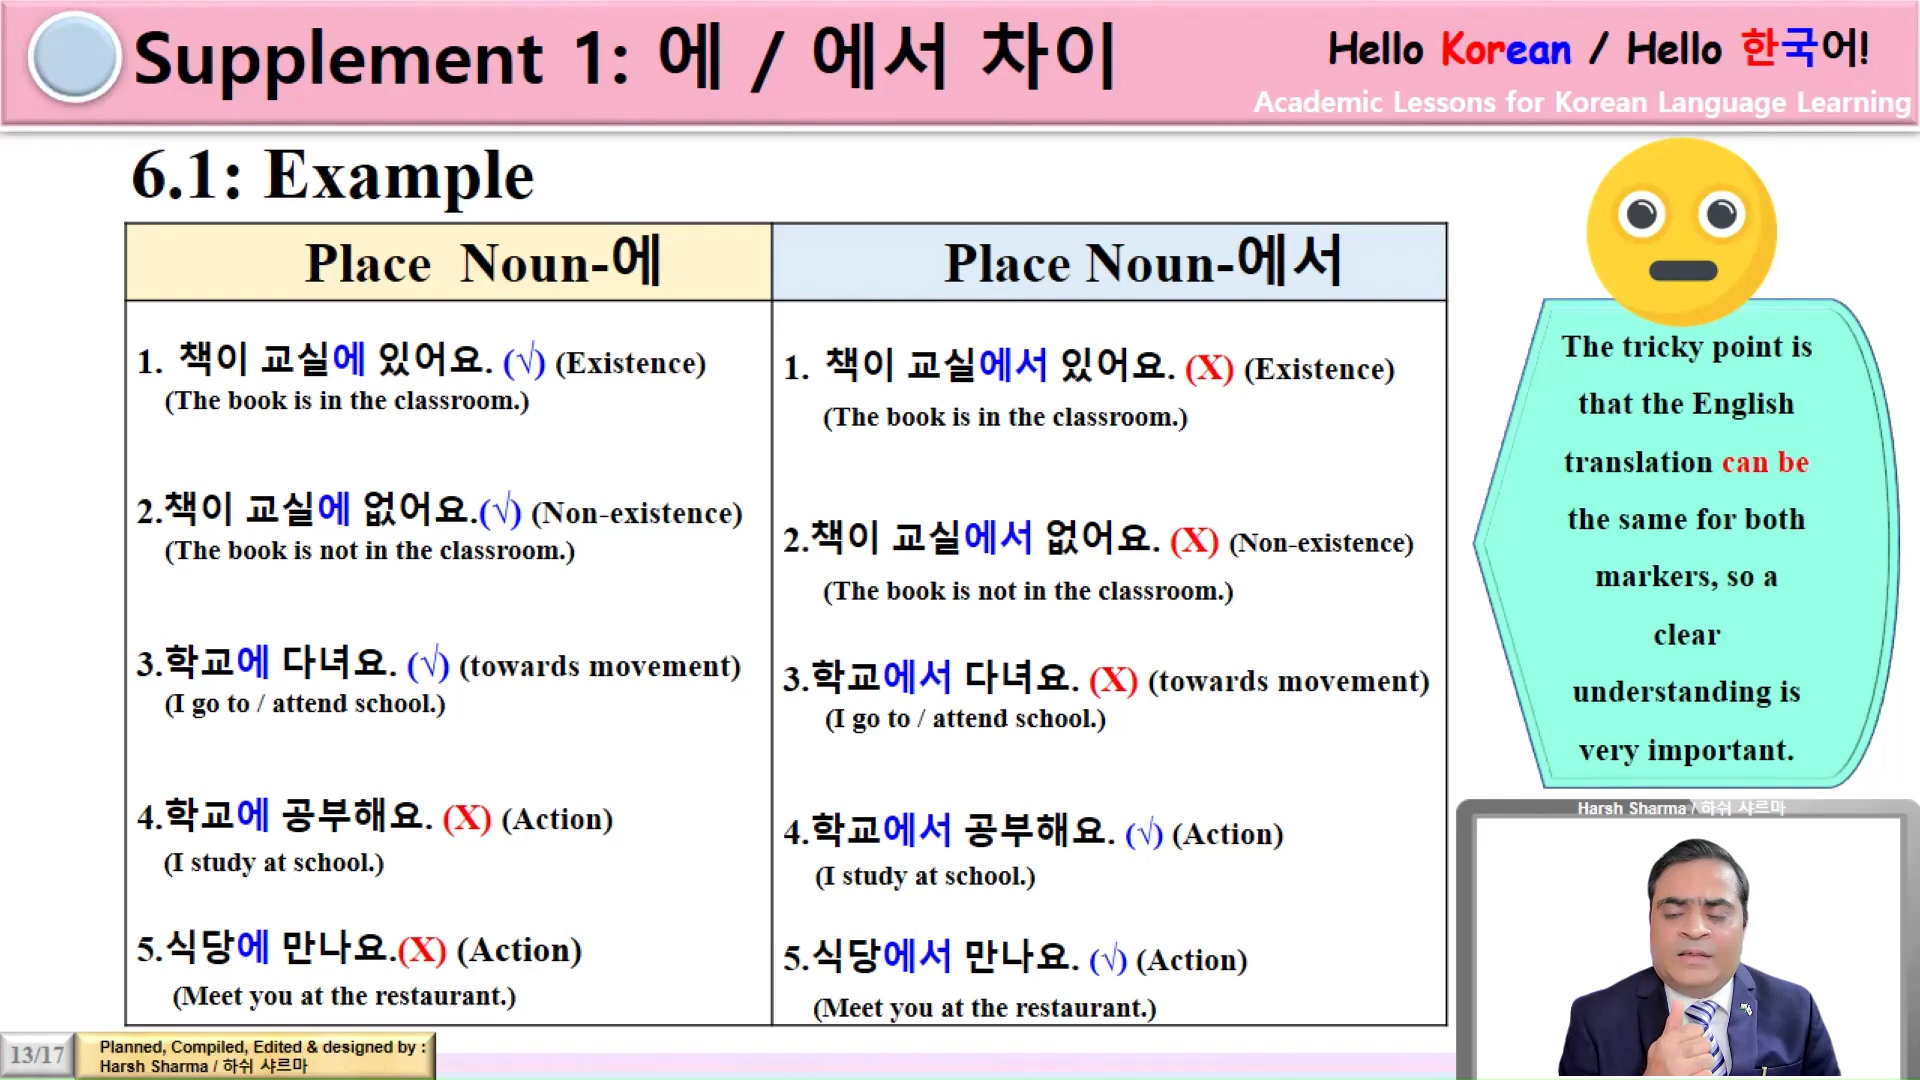 Supplement 1: 에 / 에서 차이
Hello Korean / Hello 한국어!
Academic Lessons for Korean Language Learning
6.1: Example
Place Noun-에
1. 책이 교실에 있어요. (√) (Existence)
(The book is in the classroom.)
2.책이 교실에 없어요.(√) (Non-existence)
(The book is not in the classroom.)
3.학교에 다녀요. (√) (towards movement)
(I go to / attend school.)
4.학교에 공부해요. (X) (Action)
(I study at school.)
5.식당에 만나요.(X) (Action)
(Meet you at the restaurant.)
Place Noun-에서
1. 책이 교실에서 있어요. (X) (Existence)
(The book is in the classroom.)
2.책이 교실에서 없어요. (X) (Non-existence)
(The book is not in the classroom.)
3.학교에서 다녀요. (X) (towards movement)
(I go to / attend school.)
4.학교에서 공부해요. (√) (Action)
(I study at school.)
5.식당에서 만나요. (√) (Action)
(Meet you at the restaurant.)
The tricky point is
that the English
translation can be
the same for both
markers, so a
clear
understanding is
very important.
Harsh Sharma / 하쉬 샤르마
13/17
Planned, Compiled, Edited & designed by :
Harsh Sharma / 하쉬 샤르마